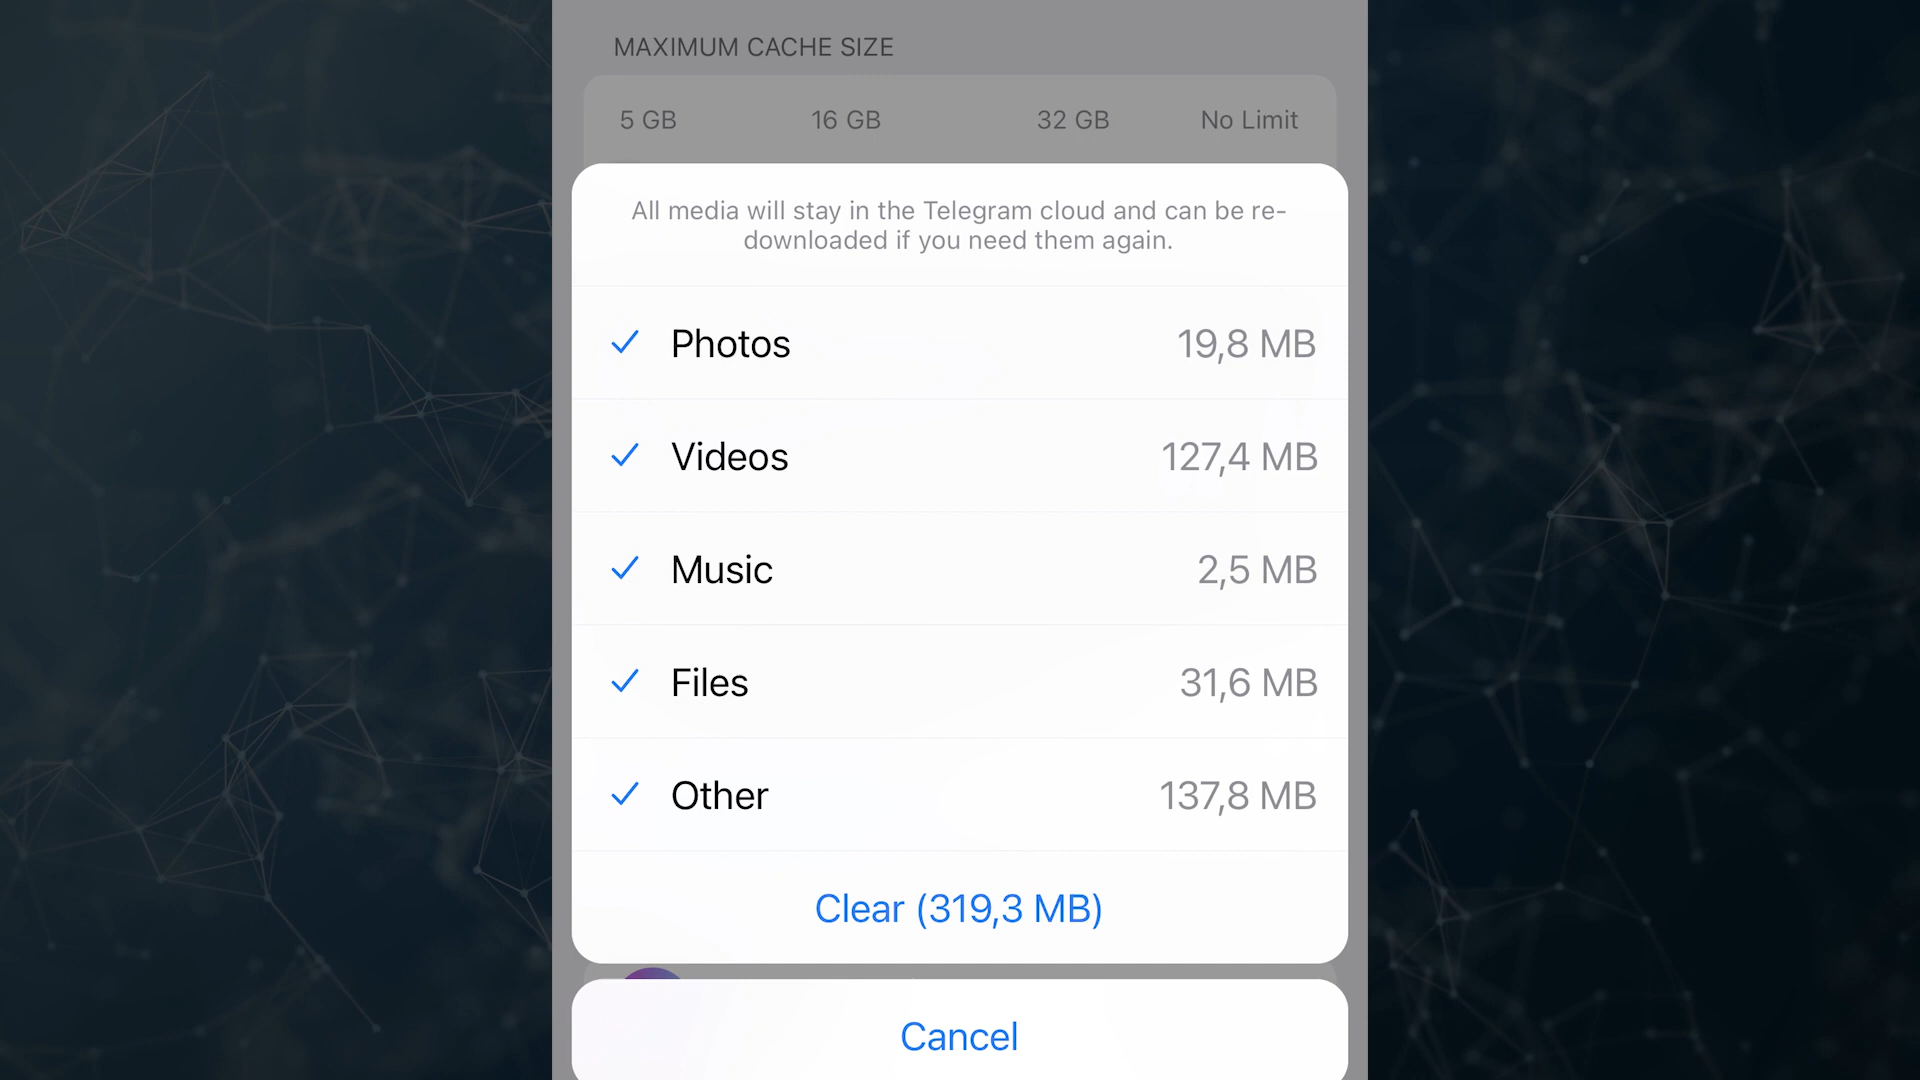 MAXIMUM CACHE SIZE
5 GB 16 GB 32 GB No Limit
All media will stay in the Telegram cloud and can be re-
downloaded if you need them again.
Photos 19,8 MB
Videos 127,4 MB
Music 2,5 MB
Files 31,6 MB
Other 137,8 MB
Clear (319,3 MB)
Cancel